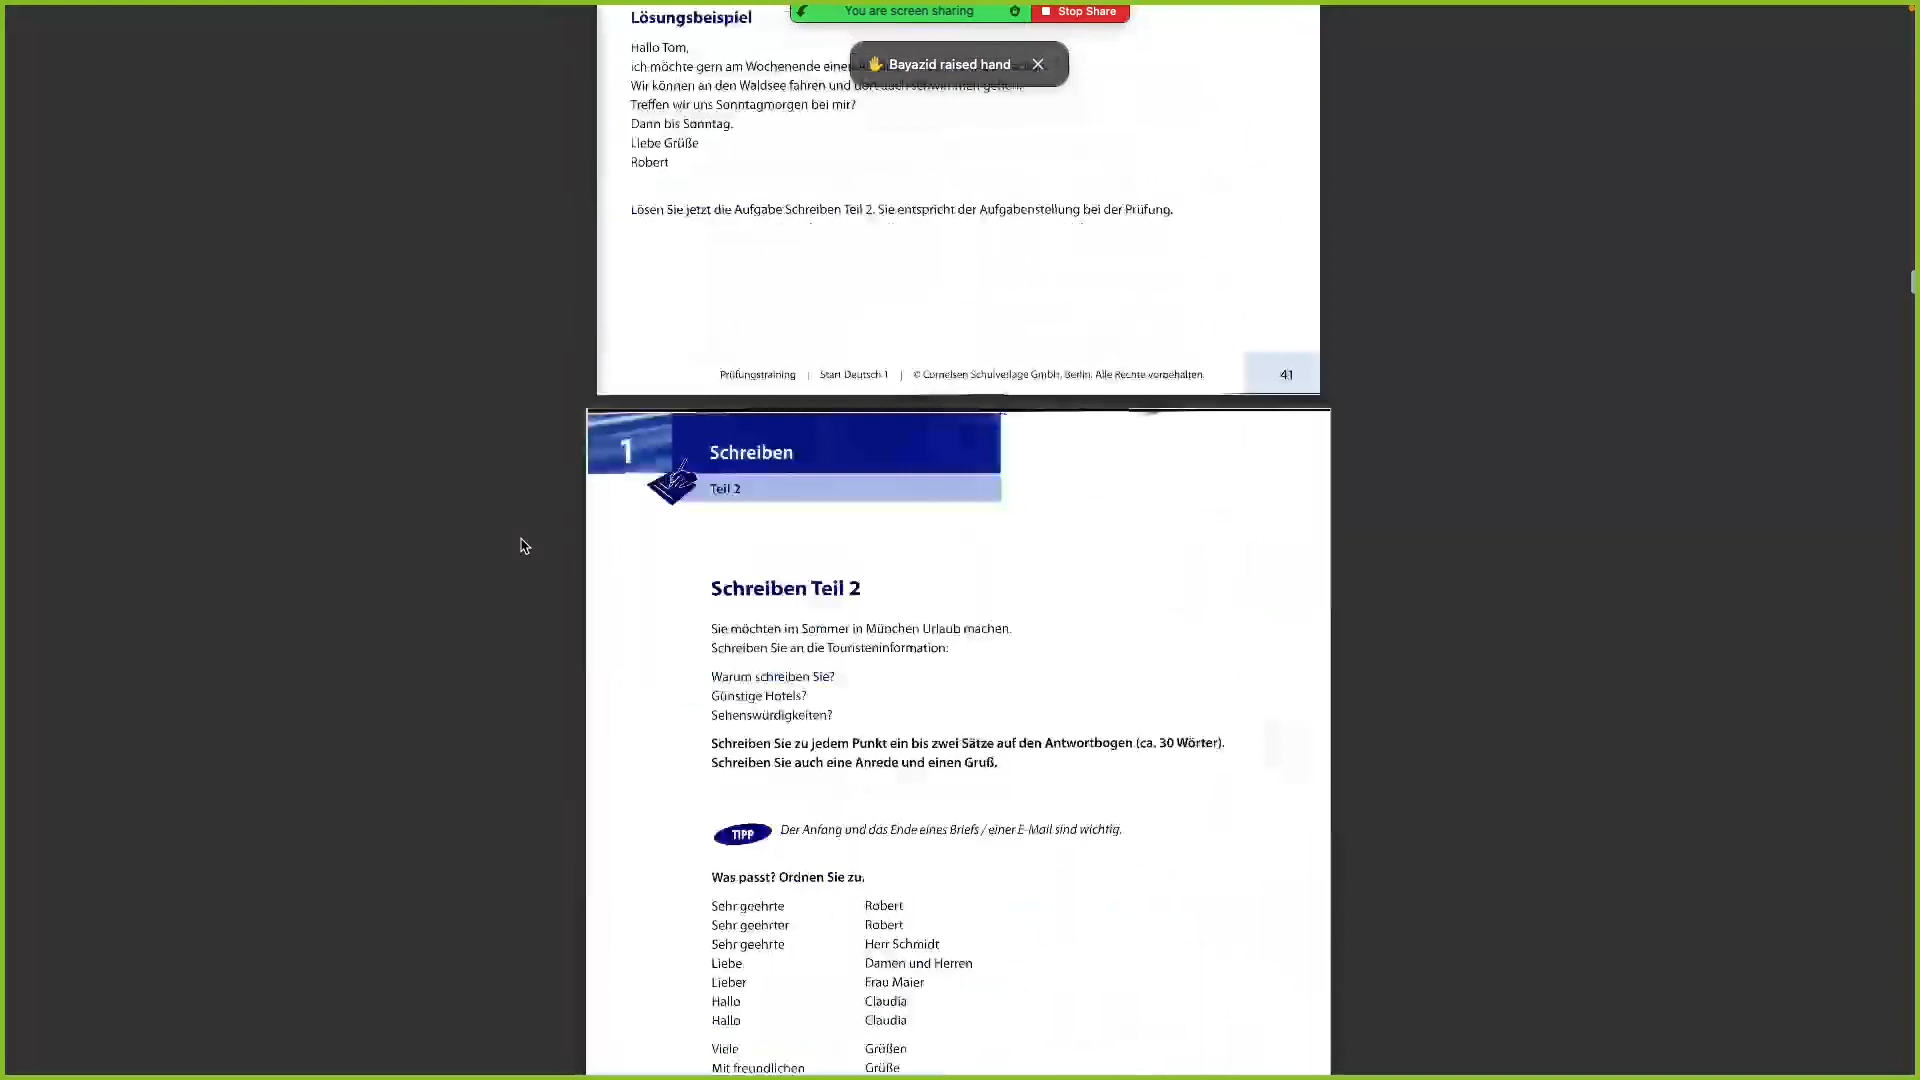 Lösungsbeispiel
You are screen sharing
Stop Share
Hallo Tom,
ich möchte gern am Wochenende einen
Bayazid raised hand
Wir können an den Waldsee fahren und dort auch schwimmen gehen.
Treffen wir uns Sonntagmorgen bei mir?
Dann bis Sonntag.
Liebe Grüße
Robert
Lösen Sie jetzt die Aufgabe Schreiben Teil 2. Sie entspricht der Aufgabenstellung bei der Prüfung.
Prüfungstraining | Start Deutsch 1 | © Cornelsen Schulverlage GmbH, Berlin. Alle Rechte vorbehalten.
41
1
Schreiben
Teil 2
Schreiben Teil 2
Sie möchten im Sommer in München Urlaub machen.
Schreiben Sie an die Touristeninformation:
Warum schreiben Sie?
Günstige Hotels?
Sehenswürdigkeiten?
Schreiben Sie zu jedem Punkt ein bis zwei Sätze auf den Antwortbogen (ca. 30 Wörter).
Schreiben Sie auch eine Anrede und einen Gruß.
TIPP
Der Anfang und das Ende eines Briefs / einer E-Mail sind wichtig.
Was passt? Ordnen Sie zu.
Sehr geehrte Robert
Sehr geehrter Robert
Sehr geehrte Herr Schmidt
Liebe Damen und Herren
Lieber Frau Maier
Hallo Claudia
Hallo Claudia
Viele Grüßen
Mit freundlichen Grüße